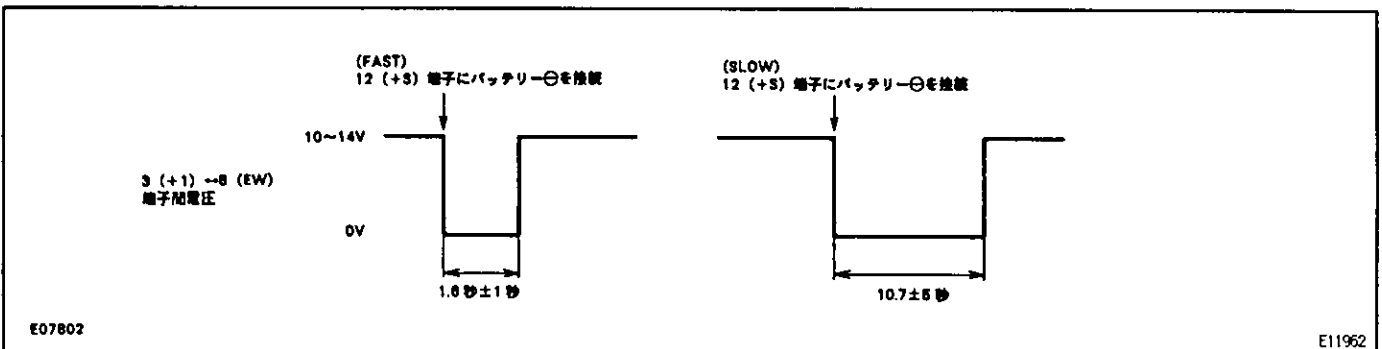 (FAST)
12 (+S) 端子にバッテリー⊖を接続
(SLOW)
12 (+S) 端子にバッテリー⊖を接続
10~14V
3 (+1) ↔8 (EW)
端子間電圧
0V
1.6 秒±1 秒
10.7±5 秒
E07802
E11962